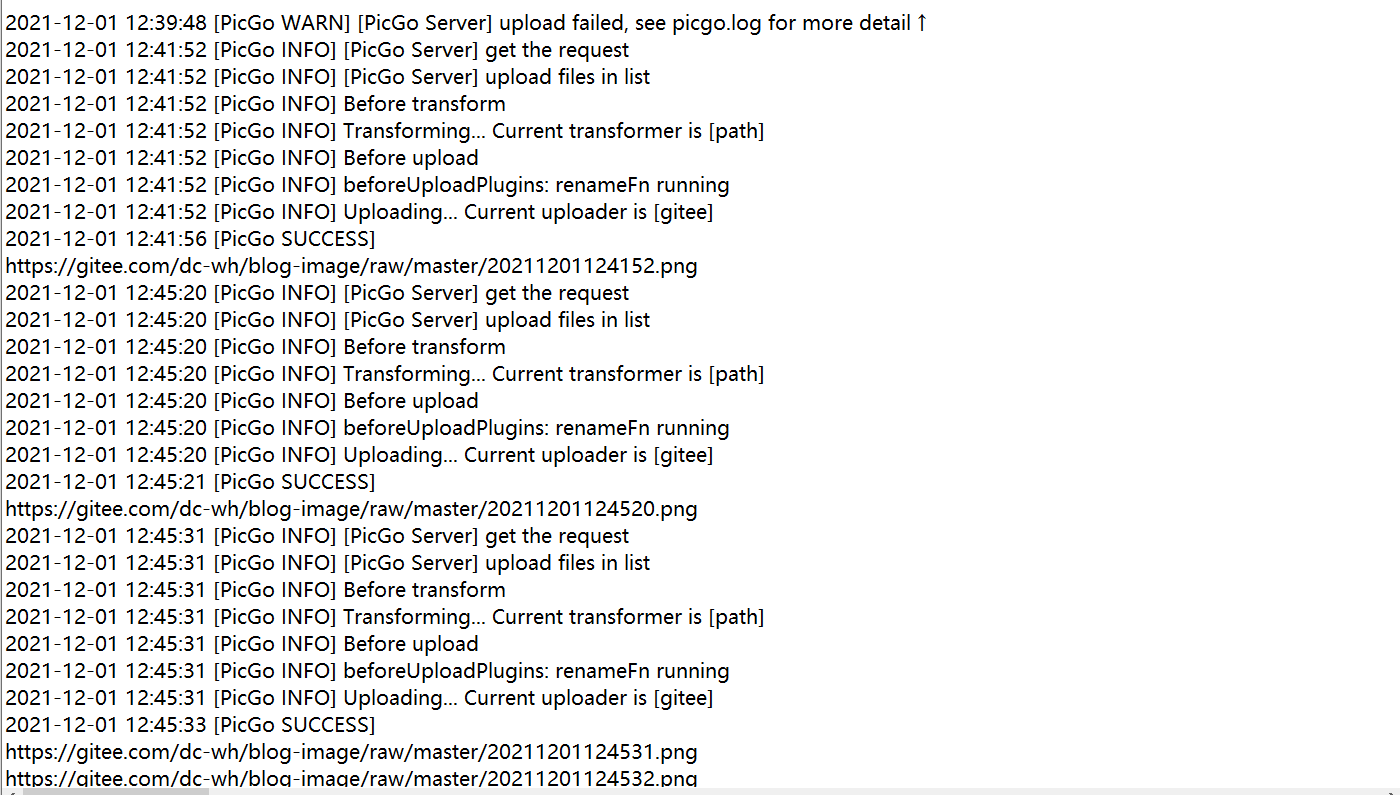 2021-12-01 12:39:48 [PicGo WARN] [PicGo Server] upload failed, see picgo.log for more detail ↑
2021-12-01 12:41:52 [PicGo INFO] [PicGo Server] get the request
2021-12-01 12:41:52 [PicGo INFO] [PicGo Server] upload files in list
2021-12-01 12:41:52 [PicGo INFO] Before transform
2021-12-01 12:41:52 [PicGo INFO] Transforming... Current transformer is [path]
2021-12-01 12:41:52 [PicGo INFO] Before upload
2021-12-01 12:41:52 [PicGo INFO] beforeUploadPlugins: renameFn running
2021-12-01 12:41:52 [PicGo INFO] Uploading... Current uploader is [gitee]
2021-12-01 12:41:56 [PicGo SUCCESS]
https://gitee.com/dc-wh/blog-image/raw/master/20211201124152.png
2021-12-01 12:45:20 [PicGo INFO] [PicGo Server] get the request
2021-12-01 12:45:20 [PicGo INFO] [PicGo Server] upload files in list
2021-12-01 12:45:20 [PicGo INFO] Before transform
2021-12-01 12:45:20 [PicGo INFO] Transforming... Current transformer is [path]
2021-12-01 12:45:20 [PicGo INFO] Before upload
2021-12-01 12:45:20 [PicGo INFO] beforeUploadPlugins: renameFn running
2021-12-01 12:45:20 [PicGo INFO] Uploading... Current uploader is [gitee]
2021-12-01 12:45:21 [PicGo SUCCESS]
https://gitee.com/dc-wh/blog-image/raw/master/20211201124520.png
2021-12-01 12:45:31 [PicGo INFO] [PicGo Server] get the request
2021-12-01 12:45:31 [PicGo INFO] [PicGo Server] upload files in list
2021-12-01 12:45:31 [PicGo INFO] Before transform
2021-12-01 12:45:31 [PicGo INFO] Transforming... Current transformer is [path]
2021-12-01 12:45:31 [PicGo INFO] Before upload
2021-12-01 12:45:31 [PicGo INFO] beforeUploadPlugins: renameFn running
2021-12-01 12:45:31 [PicGo INFO] Uploading... Current uploader is [gitee]
2021-12-01 12:45:33 [PicGo SUCCESS]
https://gitee.com/dc-wh/blog-image/raw/master/20211201124531.png
https://gitee.com/dc-wh/blog-image/raw/master/20211201124532.png